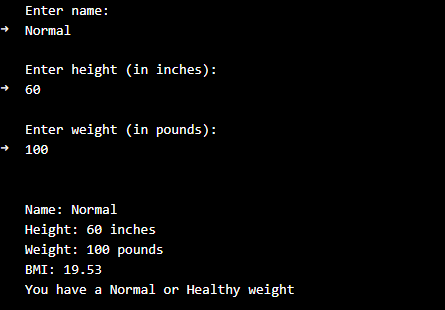 Enter name:
→ Normal
Enter height (in inches):
→ 60
Enter weight (in pounds):
→ 100
Name: Normal
Height: 60 inches
Weight: 100 pounds
BMI: 19.53
You have a Normal or Healthy weight